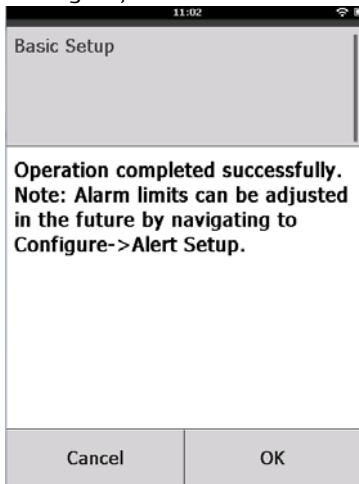 11:02
Basic Setup
Operation completed successfully.
Note: Alarm limits can be adjusted
in the future by navigating to
Configure->Alert Setup.
Cancel
OK